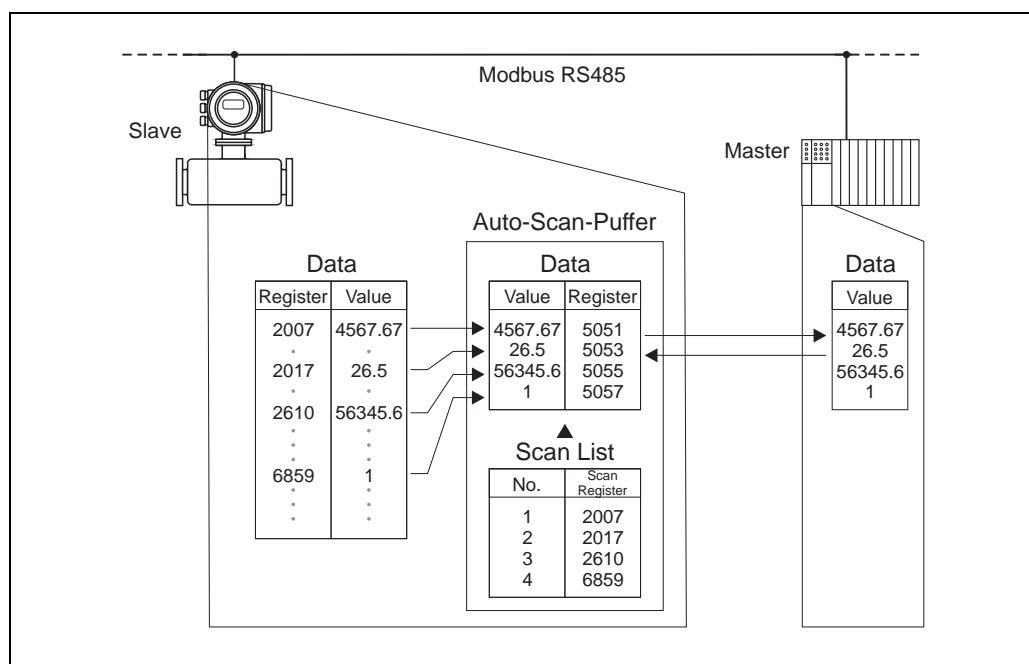 Modbus RS485
Slave
Master
Auto-Scan-Puffer
Data
Register Value
2007 4567.67
2017 26.5
2610 56345.6
6859 1
Data
Value Register
4567.67 5051
26.5 5053
56345.6 5055
1 5057
Scan List
No. Scan Register
1 2007
2 2017
3 2610
4 6859
Data
Value
4567.67
26.5
56345.6
1